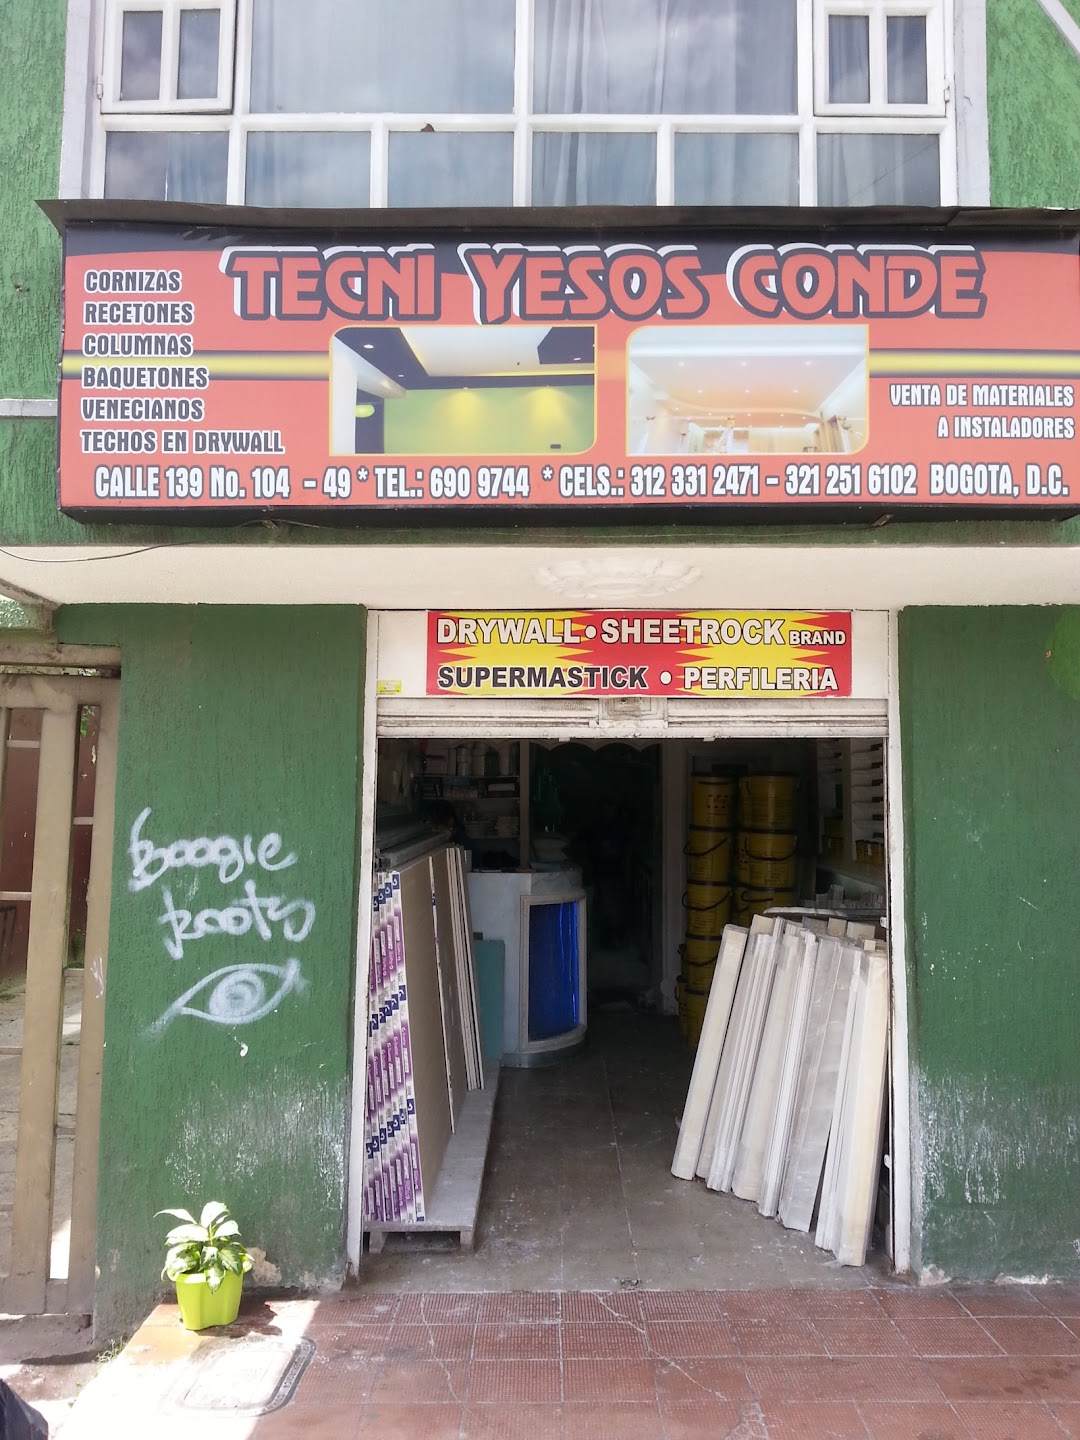 TECNI YESOS CONDE
CORNIZAS
RECETONES
COLUMNAS
BAQUETONES
VENECIANOS
TECHOS EN DRYWALL
VENTA DE MATERIALES
A INSTALADORES
CALLE 139 No. 104 - 49 * TEL.: 690 9744 * CELS.: 312 331 2471 - 321 251 6102 BOGOTA, D.C.
DRYWALL • SHEETROCK BRAND
SUPERMASTICK • PERFILERIA
boogie
roots